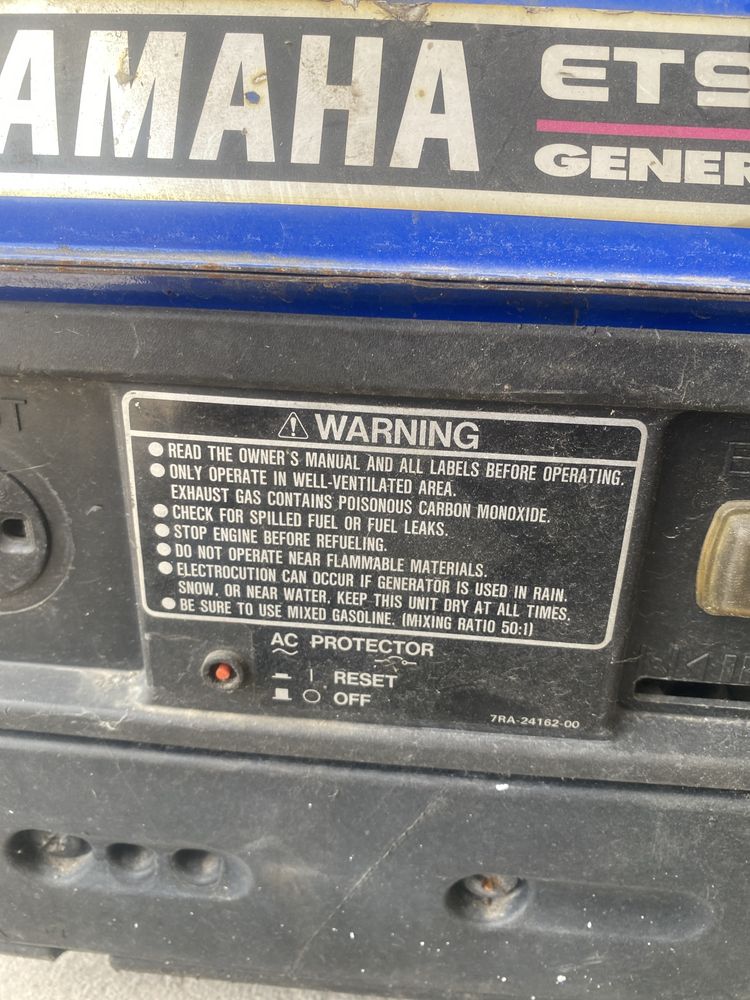 YAMAHA ET
GENER
WARNING
● READ THE OWNER'S MANUAL AND ALL LABELS BEFORE OPERATING.
● ONLY OPERATE IN WELL-VENTILATED AREA.
EXHAUST GAS CONTAINS POISONOUS CARBON MONOXIDE.
● CHECK FOR SPILLED FUEL OR FUEL LEAKS.
● STOP ENGINE BEFORE REFUELING.
● DO NOT OPERATE NEAR FLAMMABLE MATERIALS.
● ELECTROCUTION CAN OCCUR IF GENERATOR IS USED IN RAIN.
SNOW, OR NEAR WATER, KEEP THIS UNIT DRY AT ALL TIMES.
● BE SURE TO USE MIXED GASOLINE. (MIXING RATIO 50:1)
AC PROTECTOR
| RESET
○ OFF
7RA-24162-00